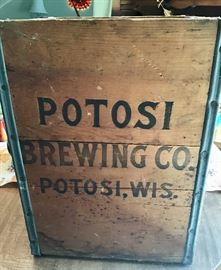 POTOSI
BREWING CO.
POTOSI, WIS.